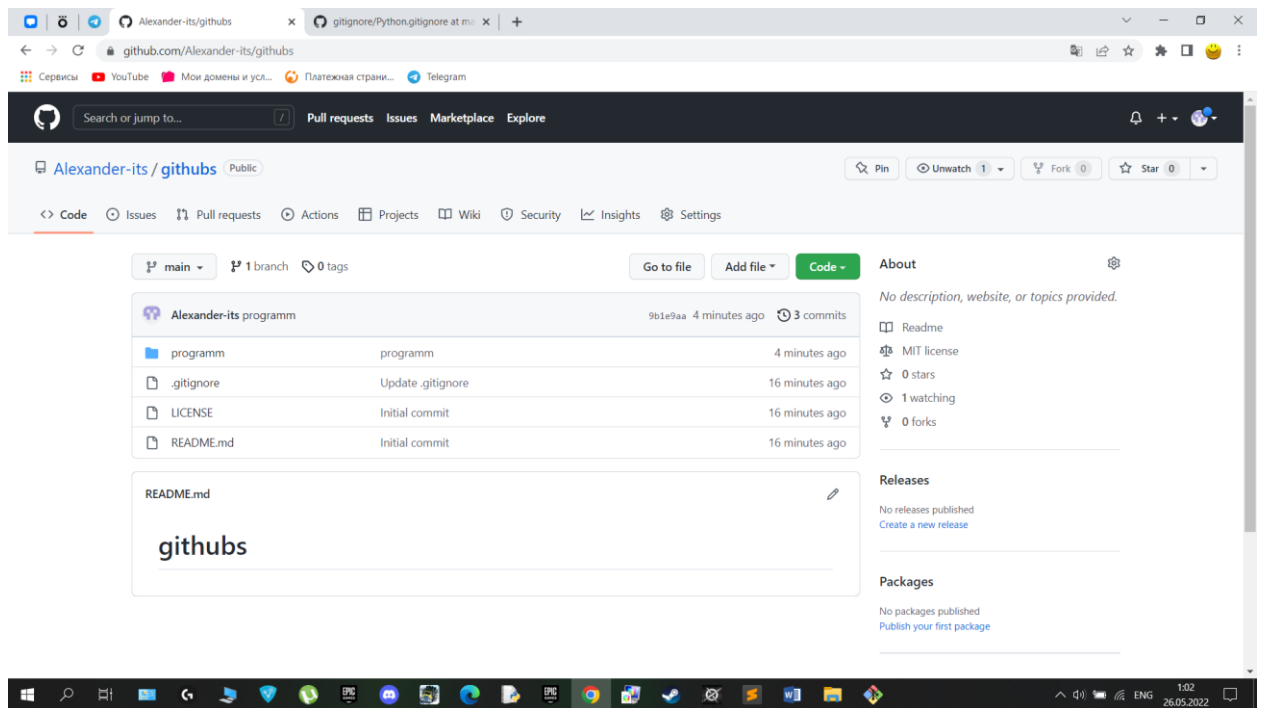 Alexander-its/githubs
gitignore/Python.gitignore at ma
github.com/Alexander-its/githubs
Сервисы YouTube Мои домены и усл... Платежная страни... Telegram
Search or jump to... / Pull requests Issues Marketplace Explore
Alexander-its / githubs Public
Pin Unwatch 1 Fork 0 Star 0
Code Issues Pull requests Actions Projects Wiki Security Insights Settings
main 1 branch 0 tags Go to file Add file Code
Alexander-its programm 9b1e9aa 4 minutes ago 3 commits
programm programm 4 minutes ago
.gitignore Update .gitignore 16 minutes ago
LICENSE Initial commit 16 minutes ago
README.md Initial commit 16 minutes ago
README.md
githubs
About
No description, website, or topics provided.
Readme
MIT license
0 stars
1 watching
0 forks
Releases
No releases published
Create a new release
Packages
No packages published
Publish your first package
EPIC GAMES
EPIC GAMES
ENG
1:02
26.05.2022